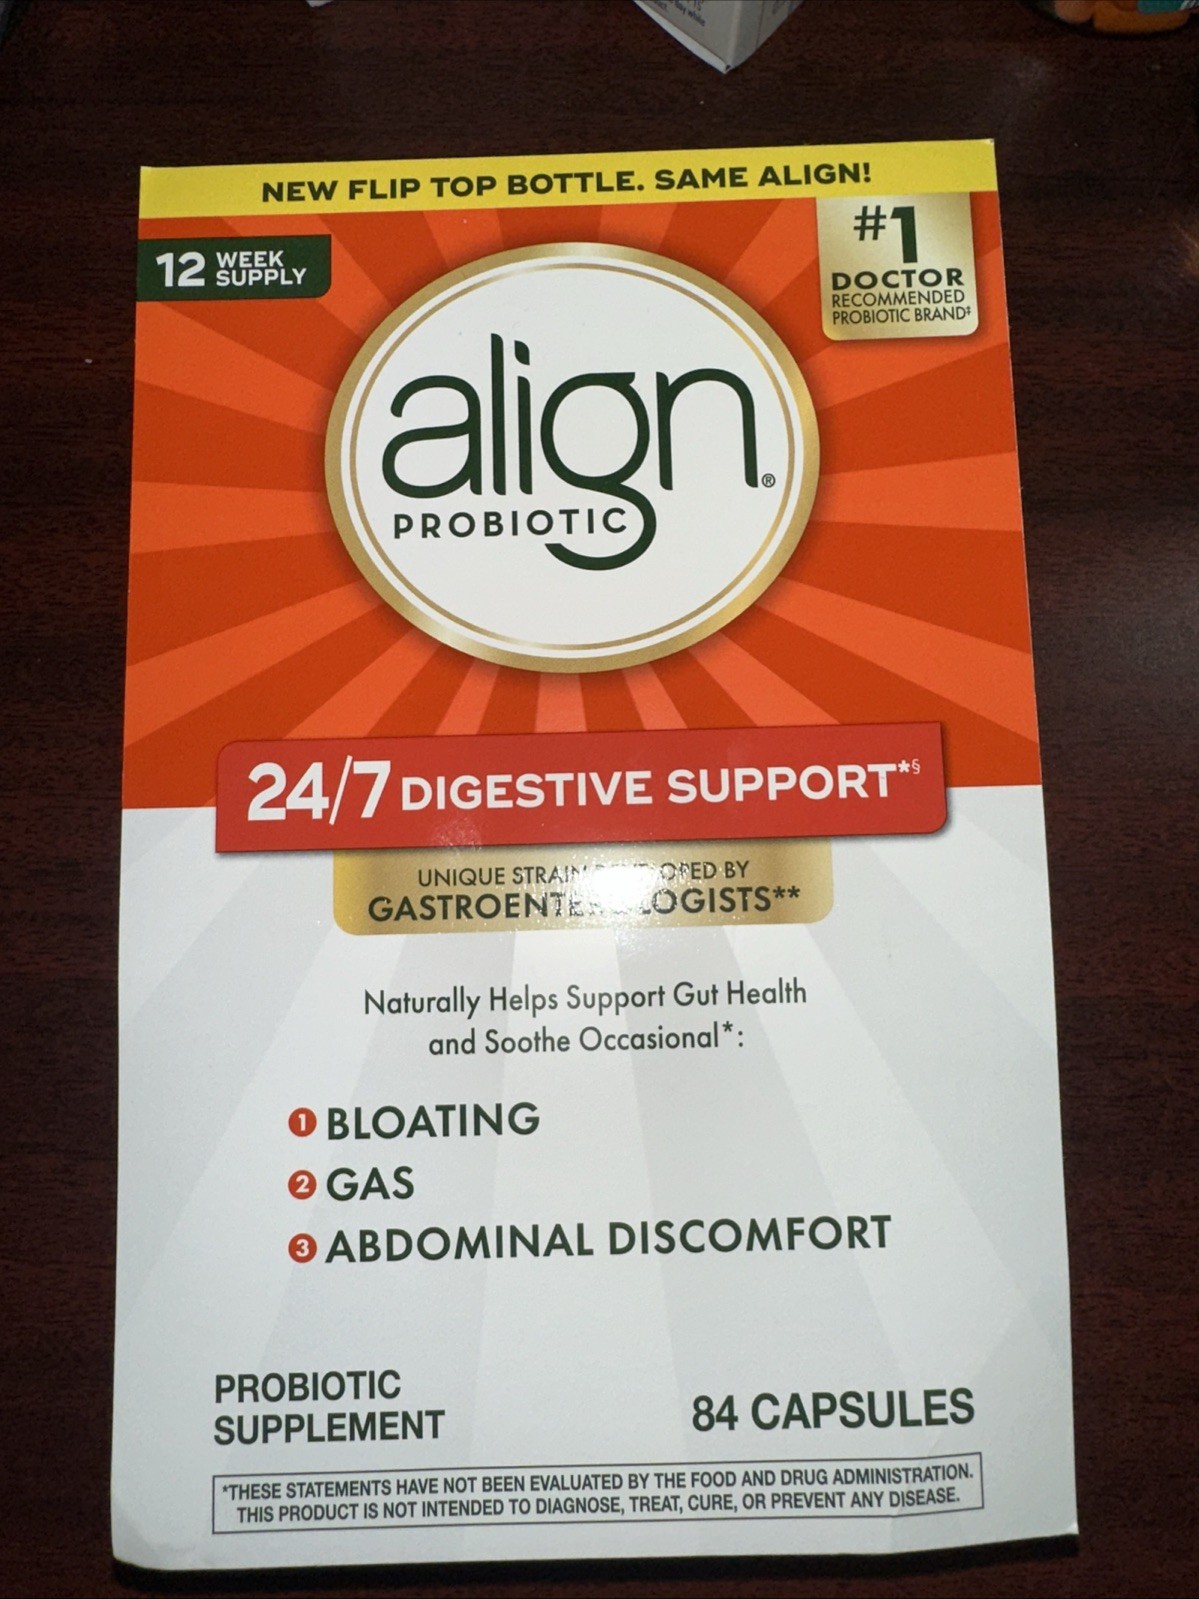 NEW FLIP TOP BOTTLE. SAME ALIGN!
12 WEEK
SUPPLY
#1
DOCTOR
RECOMMENDED
PROBIOTIC BRAND‡
align®
PROBIOTIC
24/7 DIGESTIVE SUPPORT*§
UNIQUE STRAIN DEVELOPED BY
GASTROENTEROLOGISTS**
Naturally Helps Support Gut Health
and Soothe Occasional*:
1 BLOATING
2 GAS
3 ABDOMINAL DISCOMFORT
PROBIOTIC
SUPPLEMENT
84 CAPSULES
*THESE STATEMENTS HAVE NOT BEEN EVALUATED BY THE FOOD AND DRUG ADMINISTRATION.
THIS PRODUCT IS NOT INTENDED TO DIAGNOSE, TREAT, CURE, OR PREVENT ANY DISEASE.